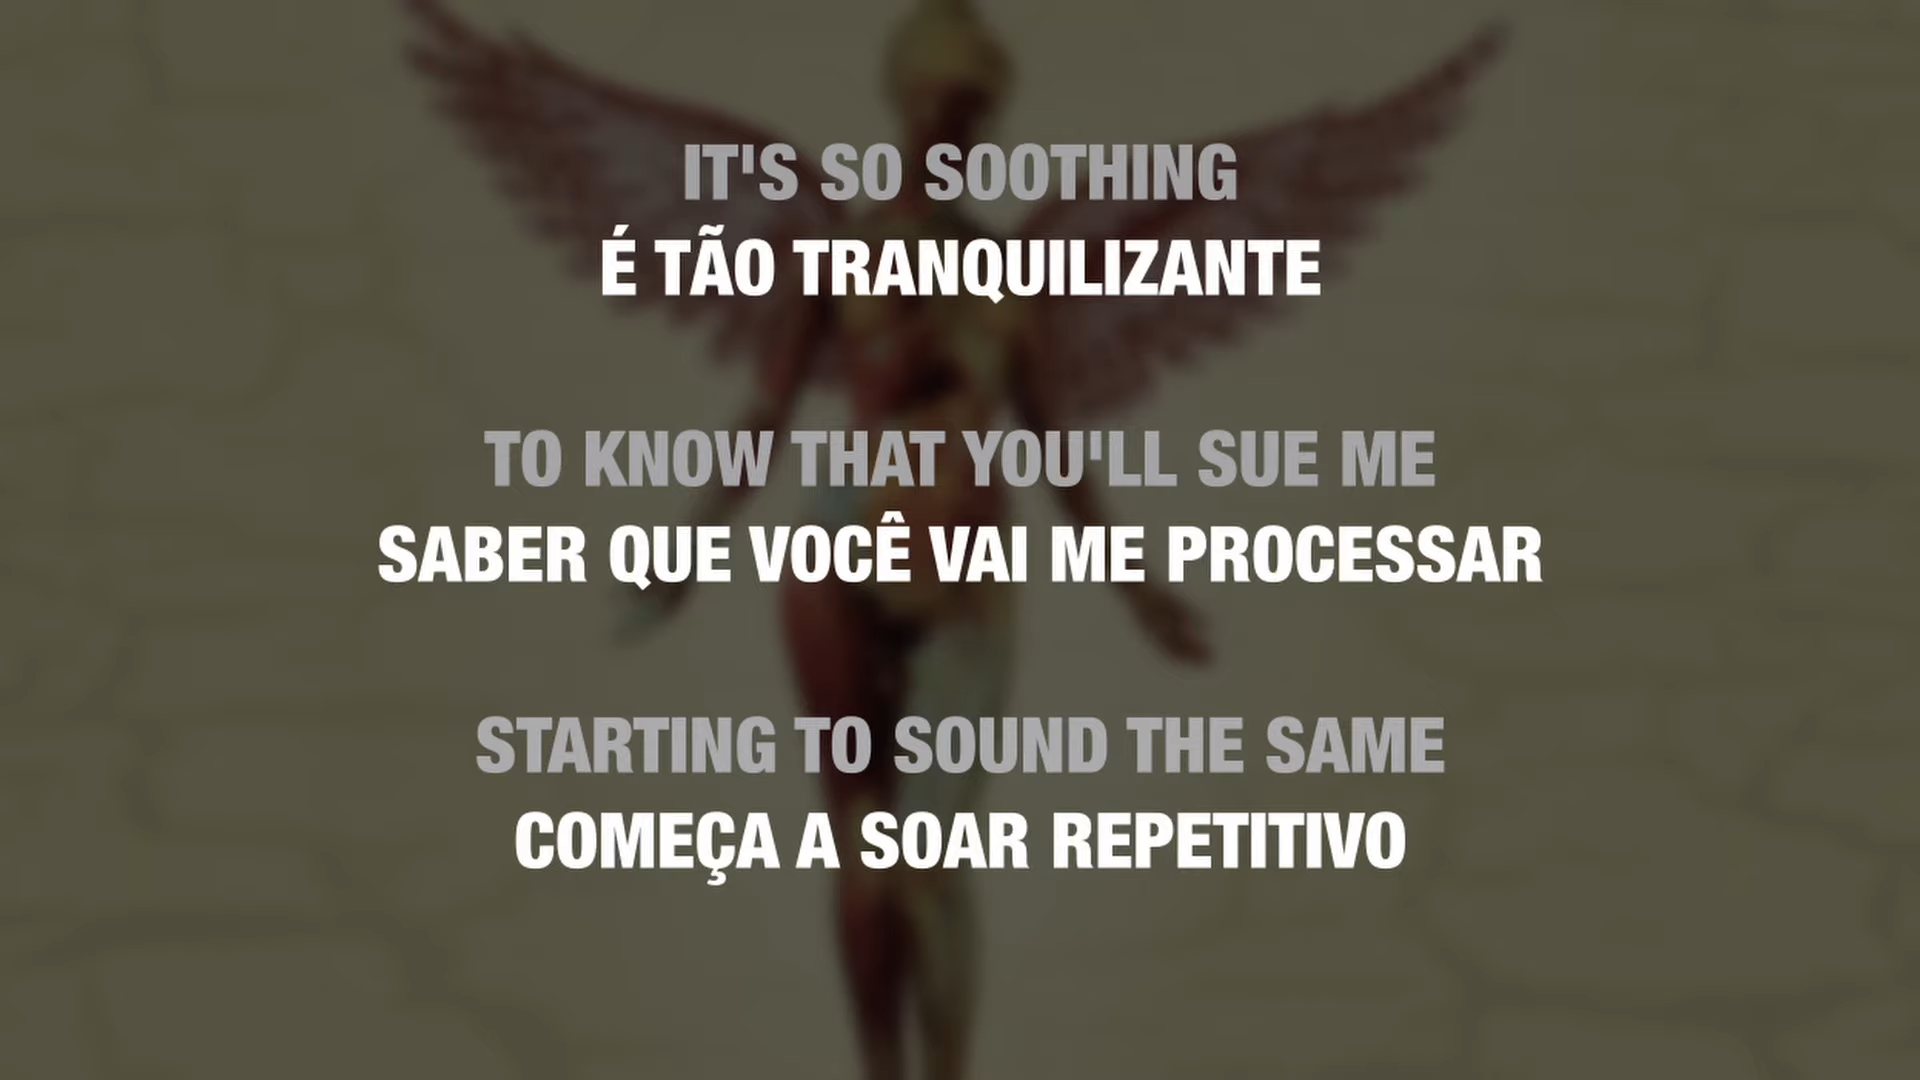 IT'S SO SOOTHING
É TÃO TRANQUILIZANTE
TO KNOW THAT YOU'LL SUE ME
SABER QUE VOCÊ VAI ME PROCESSAR
STARTING TO SOUND THE SAME
COMEÇA A SOAR REPETITIVO